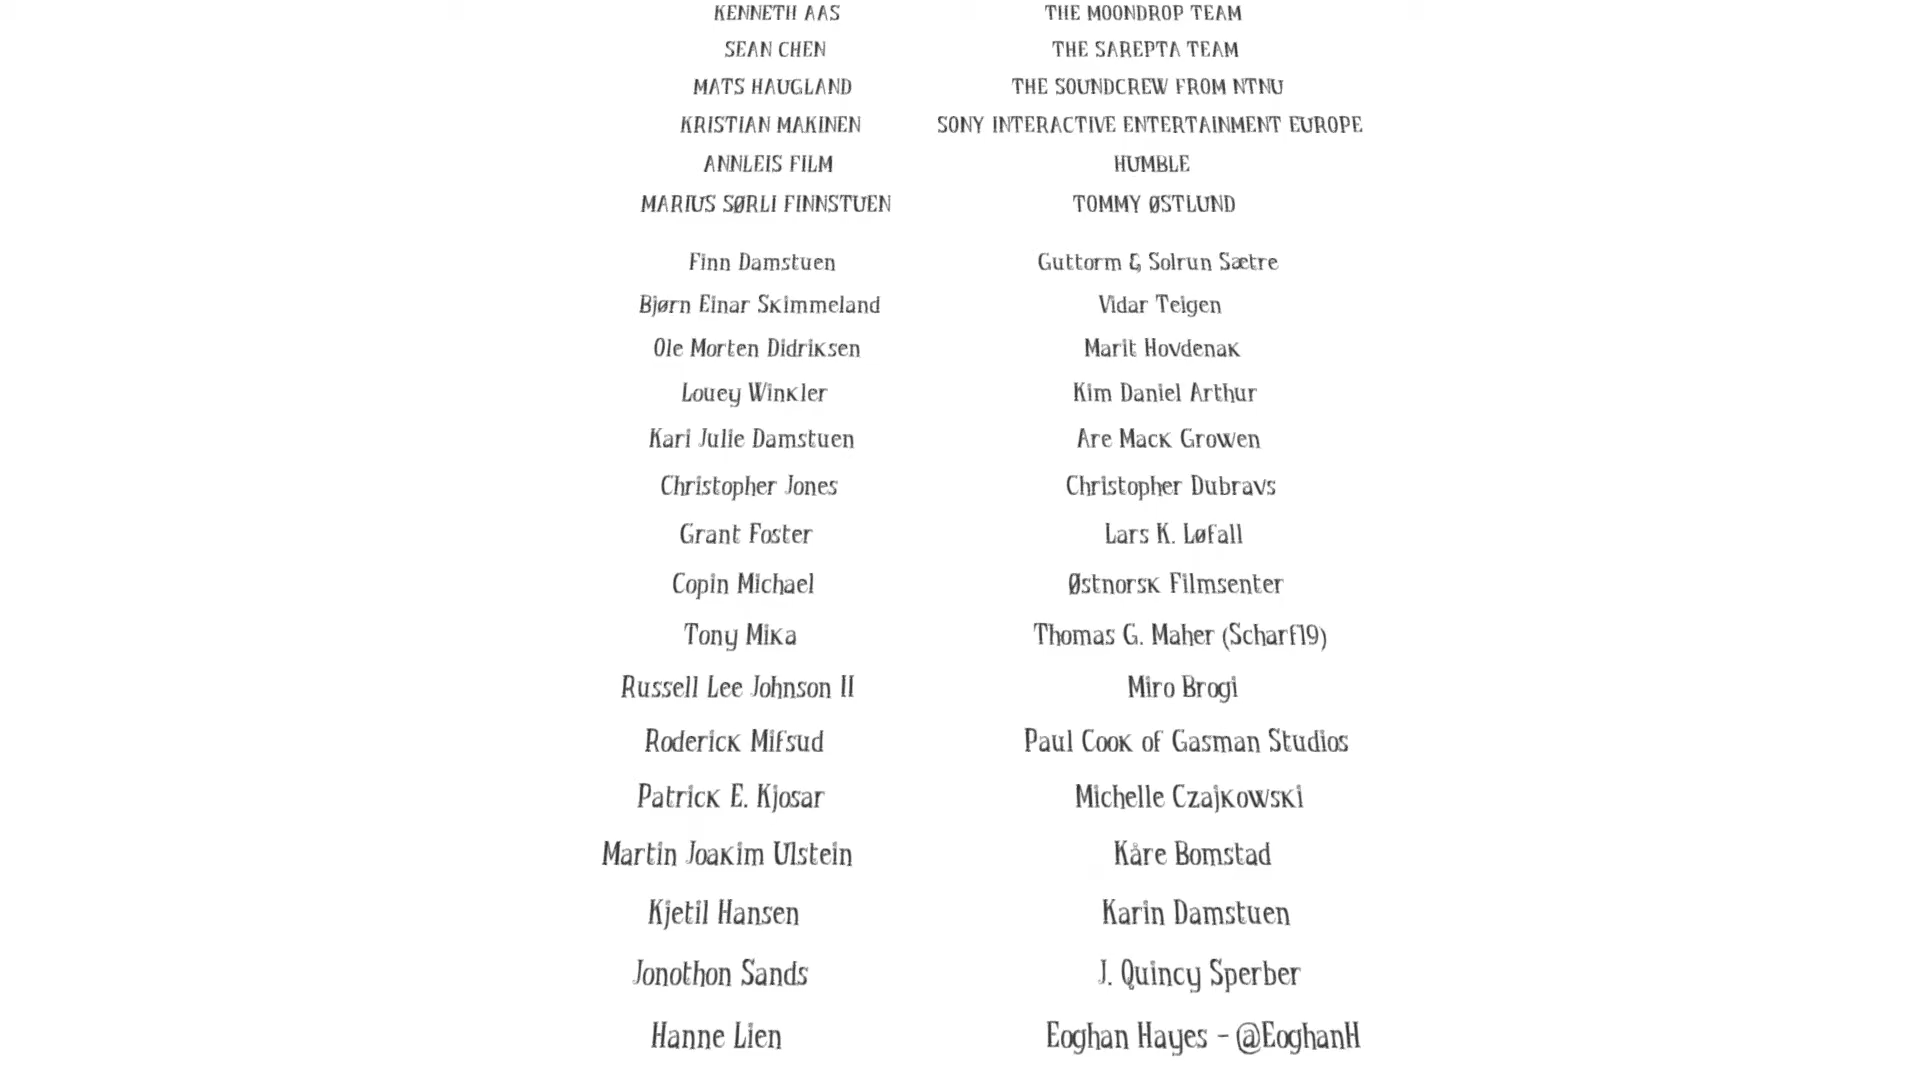 KENNETH AAS THE MOONDROP TEAM
SEAN CHEN THE SAREPTA TEAM
MATS HAUGLAND THE SOUNDCREW FROM NTNU
KRISTIAN MAKINEN SONY INTERACTIVE ENTERTAINMENT EUROPE
ANNLEIS FILM HUMBLE
MARIUS SØRLI FINNSTUEN TOMMY ØSTLUND
Finn Damstuen Guttorm & Solrun Sætre
Bjørn Einar Skimmeland Vidar Teigen
Ole Morten Didriksen Marit Hovdenak
Louey Winkler Kim Daniel Arthur
Kari Julie Damstuen Are Mack Growen
Christopher Jones Christopher Dubravs
Grant Foster Lars K. Løfall
Copin Michael Østnorsk Filmsenter
Tony Mika Thomas G. Maher (Scharf19)
Russell Lee Johnson II Miro Brogi
Roderick Mifsud Paul Cook of Gasman Studios
Patrick E. Kjosar Michelle Czajkowski
Martin Joakim Ulstein Kåre Bomstad
Kjetil Hansen Karin Damstuen
Jonothon Sands J. Quincy Sperber
Hanne Lien Eoghan Hayes - @EoghanH